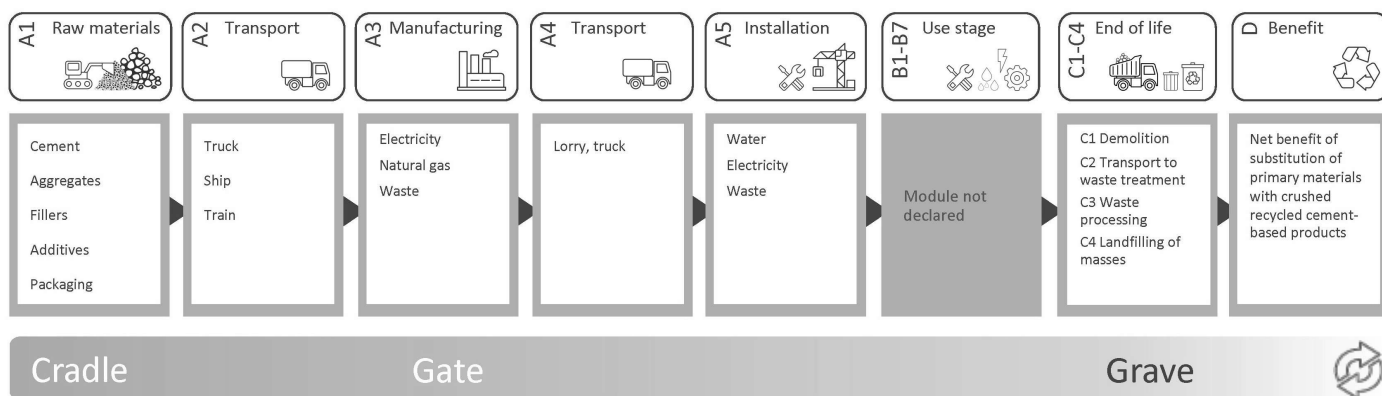 A1 Raw materials
A2 Transport
A3 Manufacturing
A4 Transport
A5 Installation
B1-B7 Use stage
C1-C4 End of life
D Benefit
Cement
Aggregates
Fillers
Additives
Packaging
Truck
Ship
Train
Electricity
Natural gas
Waste
Lorry, truck
Water
Electricity
Waste
Module not
declared
C1 Demolition
C2 Transport to
waste treatment
C3 Waste
processing
C4 Landfilling of
masses
Net benefit of
substitution of
primary materials
with crushed
recycled cement-
based products
Cradle
Gate
Grave